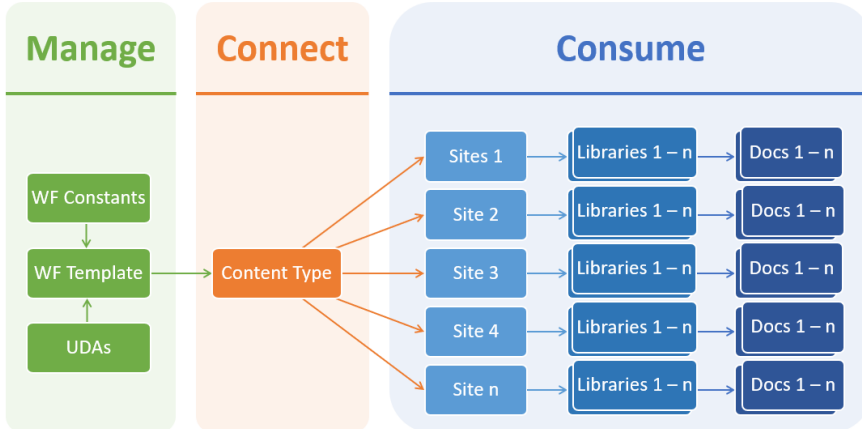 Manage
Connect
Consume
WF Constants
WF Template
UDAs
Content Type
Sites 1
Libraries 1 – n
Docs 1 – n
Site 2
Libraries 1 – n
Docs 1 – n
Site 3
Libraries 1 – n
Docs 1 – n
Site 4
Libraries 1 – n
Docs 1 – n
Site n
Libraries 1 – n
Docs 1 – n